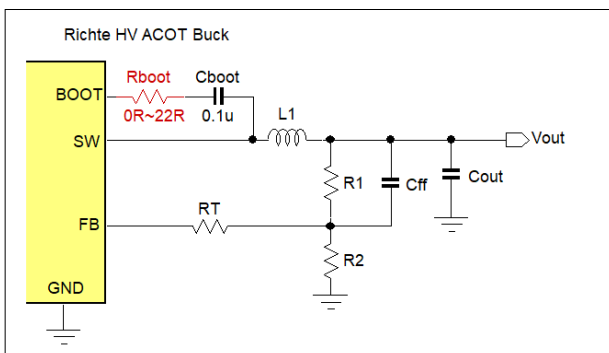 Richte HV ACOT Buck
Rboot
Cboot
BOOT
0R~22R
0.1u
L1
SW
Vout
R1
Cff
Cout
RT
FB
R2
GND